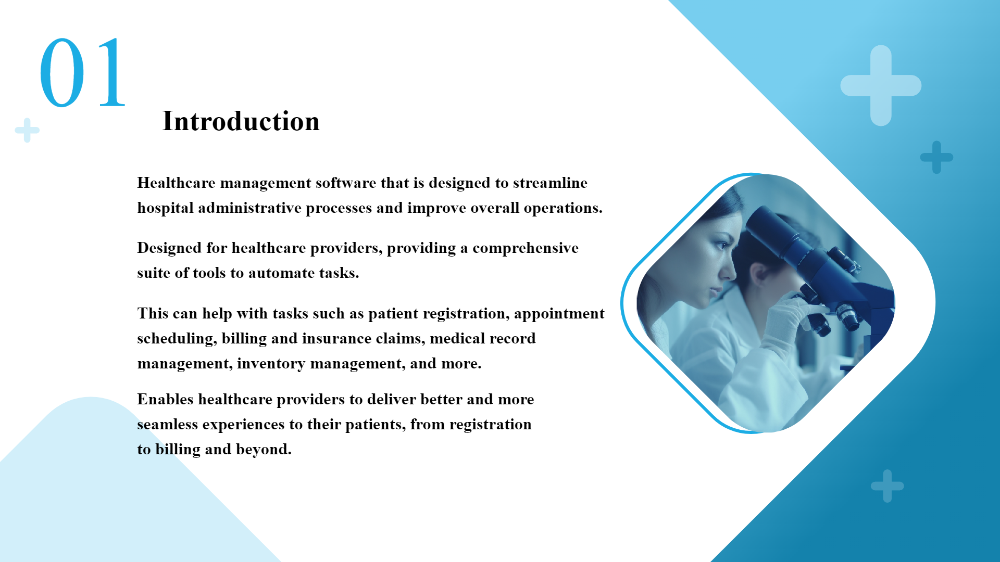 01
Introduction
Healthcare management software that is designed to streamline
hospital administrative processes and improve overall operations.
Designed for healthcare providers, providing a comprehensive
suite of tools to automate tasks.
This can help with tasks such as patient registration, appointment
scheduling, billing and insurance claims, medical record
management, inventory management, and more.
Enables healthcare providers to deliver better and more
seamless experiences to their patients, from registration
to billing and beyond.